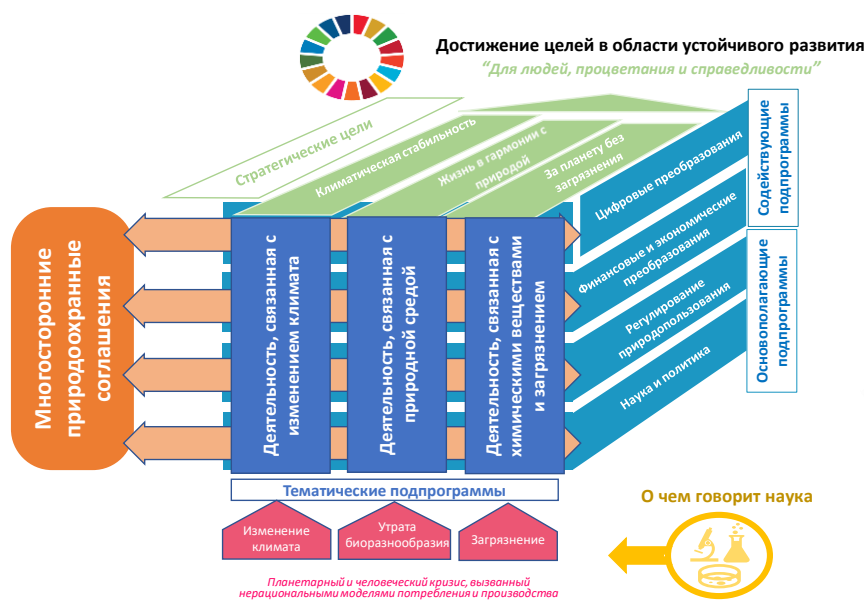 Достижение целей в области устойчивого развития
“Для людей, процветания и справедливости”
Стратегические цели
Климатическая стабильность
Жизнь в гармонии с
природой
За планету без
загрязнения
Цифровые преобразования
Финансовые и экономические
преобразования
Регулирование
природопользования
Наука и политика
Содействующие
подпрограммы
Основополагающие
подпрограммы
Многосторонние
природоохранные
соглашения
Деятельность, связанная с
изменением климата
Деятельность, связанная с
природной средой
Деятельность, связанная с
химическими веществами
и загрязнением
Тематические подпрограммы
Изменение
климата
Утрата
биоразнообразия
Загрязнение
О чем говорит наука
Планетарный и человеческий кризис, вызванный
нерациональными моделями потребления и производства